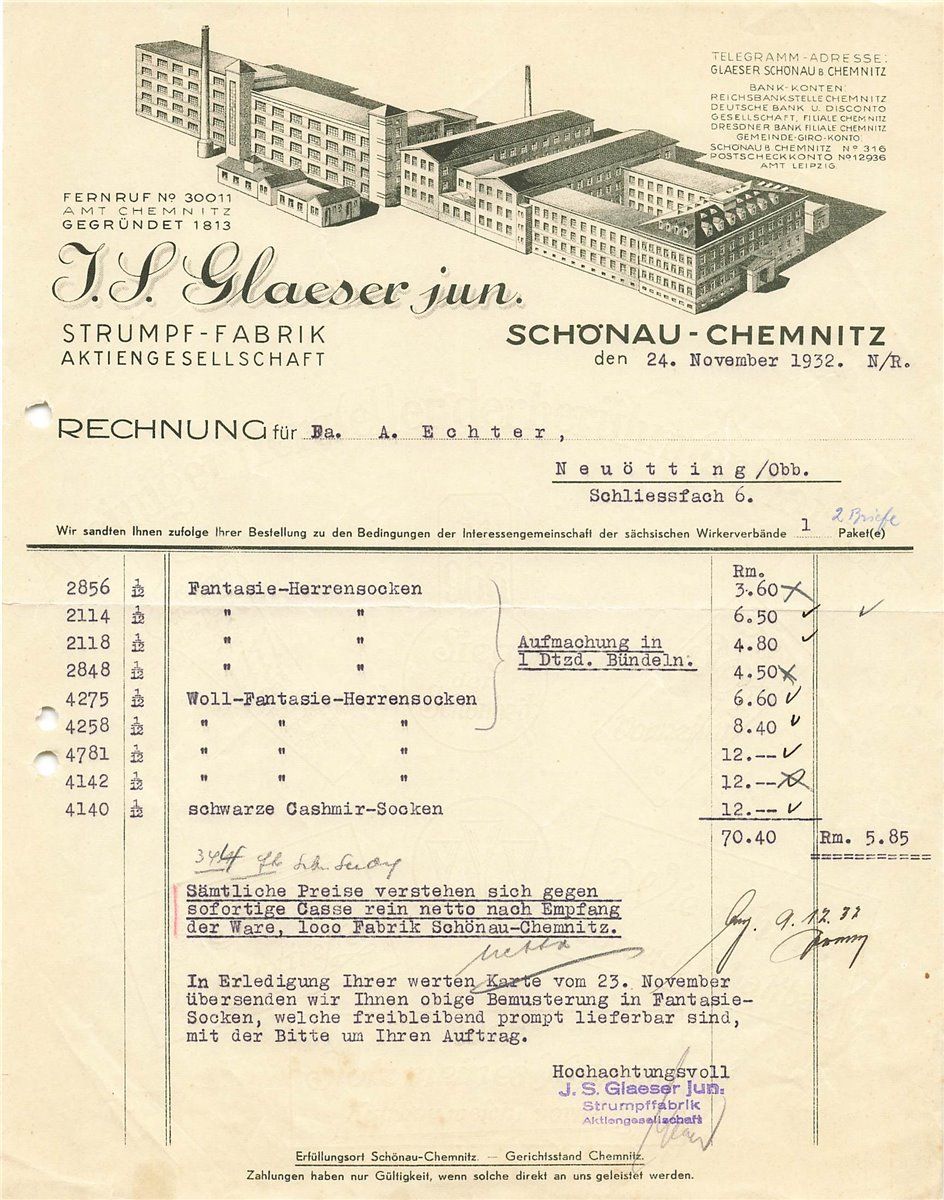 TELEGRAMM-ADRESSE:
GLAESER SCHÖNAU B CHEMNITZ
BANK-KONTEN:
REICHSBANKSTELLE CHEMNITZ
DEUTSCHE BANK U. DISCONTO
GESELLSCHAFT, FILIALE CHEMNITZ
DRESDNER BANK FILIALE CHEMNITZ
GEMEINDE-GIRO-KONTO:
SCHÖNAU B. CHEMNITZ Nº 316
POSTSCHECKKONTO Nº 12936
AMT LEIPZIG
FERNRUF Nº 30011
AMT CHEMNITZ
GEGRÜNDET 1813
J. S. Glaeser jun.
STRUMPF-FABRIK
AKTIENGESELLSCHAFT
SCHÖNAU-CHEMNITZ
den 24. November 1932. N/R.
RECHNUNG für Fa. A. Echter,
Neuötting/Obb.
Schliessfach 6.
2 Briefe
Wir sandten Ihnen zufolge Ihrer Bestellung zu den Bedingungen der Interessengemeinschaft der sächsischen Wirkerverbände 1 Paket(e)
Rm.
2856 1/12 Fantasie-Herrensocken 3.60
2114 1/12 " " 6.50
2118 1/12 " " 4.80
Aufmachung in
1 Dtzd. Bündeln.
2848 1/12 " " 4.50
4275 1/12 Woll-Fantasie-Herrensocken 6.60
4258 1/12 " " " 8.40
4781 1/12 " " " 12.--
4142 1/12 " " " 12.--
4140 1/12 schwarze Cashmir-Socken 12.--
70.40 Rm. 5.85
Sämtliche Preise verstehen sich gegen
sofortige Casse rein netto nach Empfang
der Ware, loco Fabrik Schönau-Chemnitz.
9.12.32
netto
In Erledigung Ihrer werten Karte vom 23. November
übersenden wir Ihnen obige Bemusterung in Fantasie-
Socken, welche freibleibend prompt lieferbar sind,
mit der Bitte um Ihren Auftrag.
Hochachtungsvoll
J. S. Glaeser jun.
Strumpffabrik
Aktiengesellschaft
Erfüllungsort Schönau-Chemnitz. — Gerichtsstand Chemnitz.
Zahlungen haben nur Gültigkeit, wenn solche direkt an uns geleistet werden.